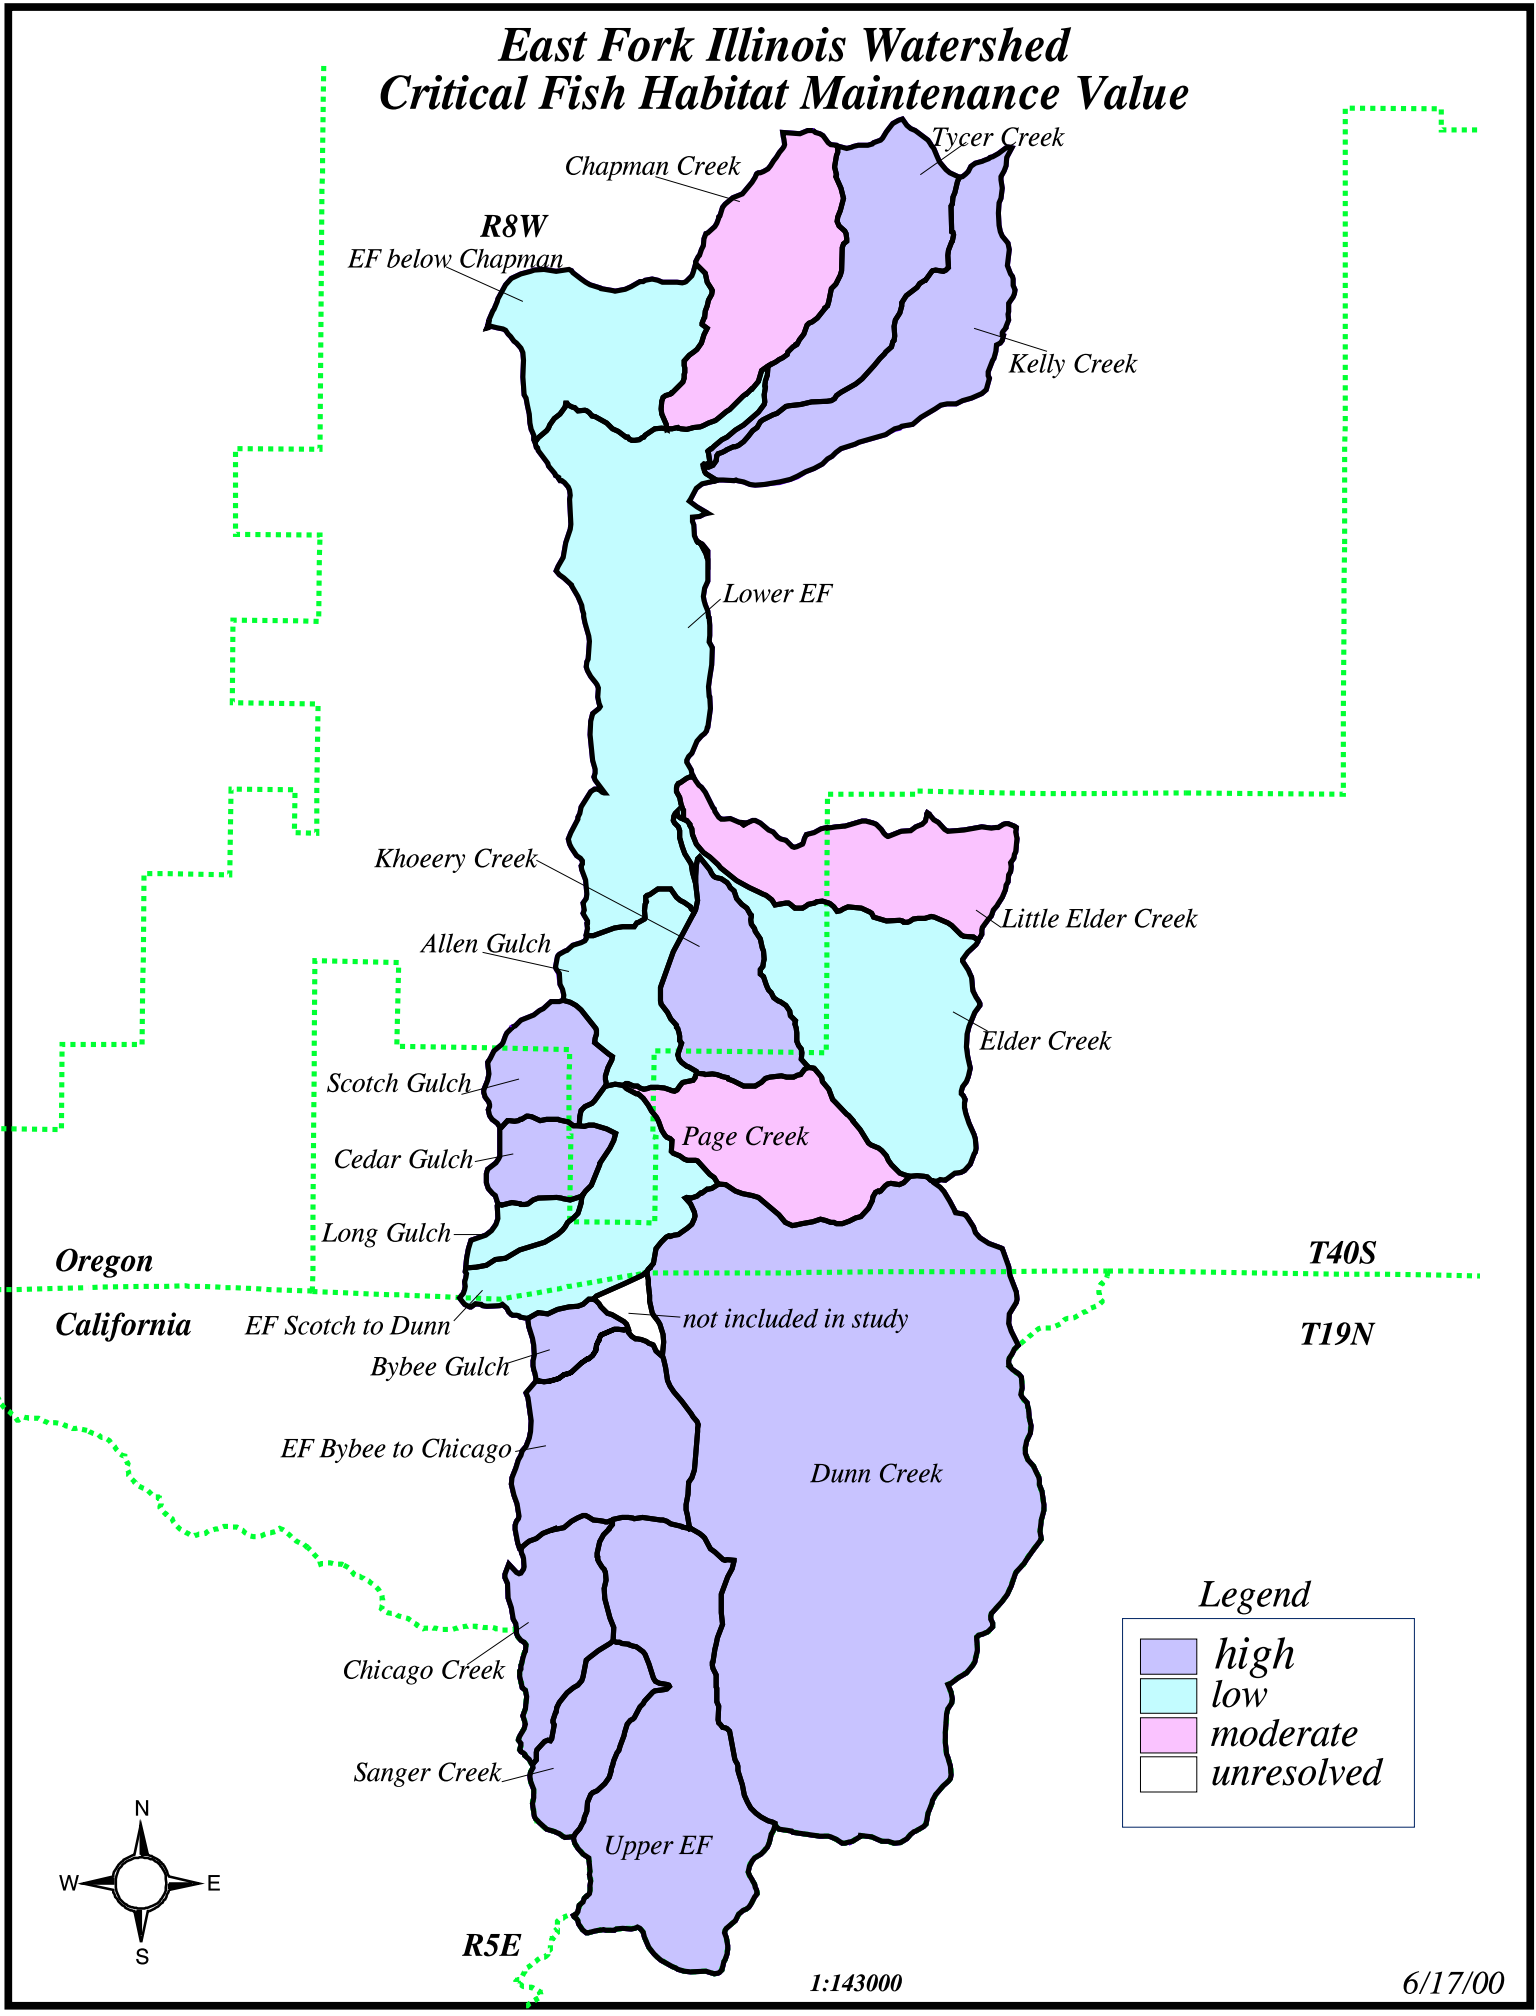 East Fork Illinois Watershed
Critical Fish Habitat Maintenance Value
Tycer Creek
Chapman Creek
R8W
EF below Chapman
Kelly Creek
Lower EF
Khoeery Creek
Little Elder Creek
Allen Gulch
Elder Creek
Scotch Gulch
Page Creek
Cedar Gulch
Long Gulch
Oregon
T40S
California
EF Scotch to Dunn
not included in study
T19N
Bybee Gulch
EF Bybee to Chicago
Dunn Creek
Legend
high
low
moderate
unresolved
Chicago Creek
Sanger Creek
Upper EF
N
W
E
S
R5E
1:143000
6/17/00